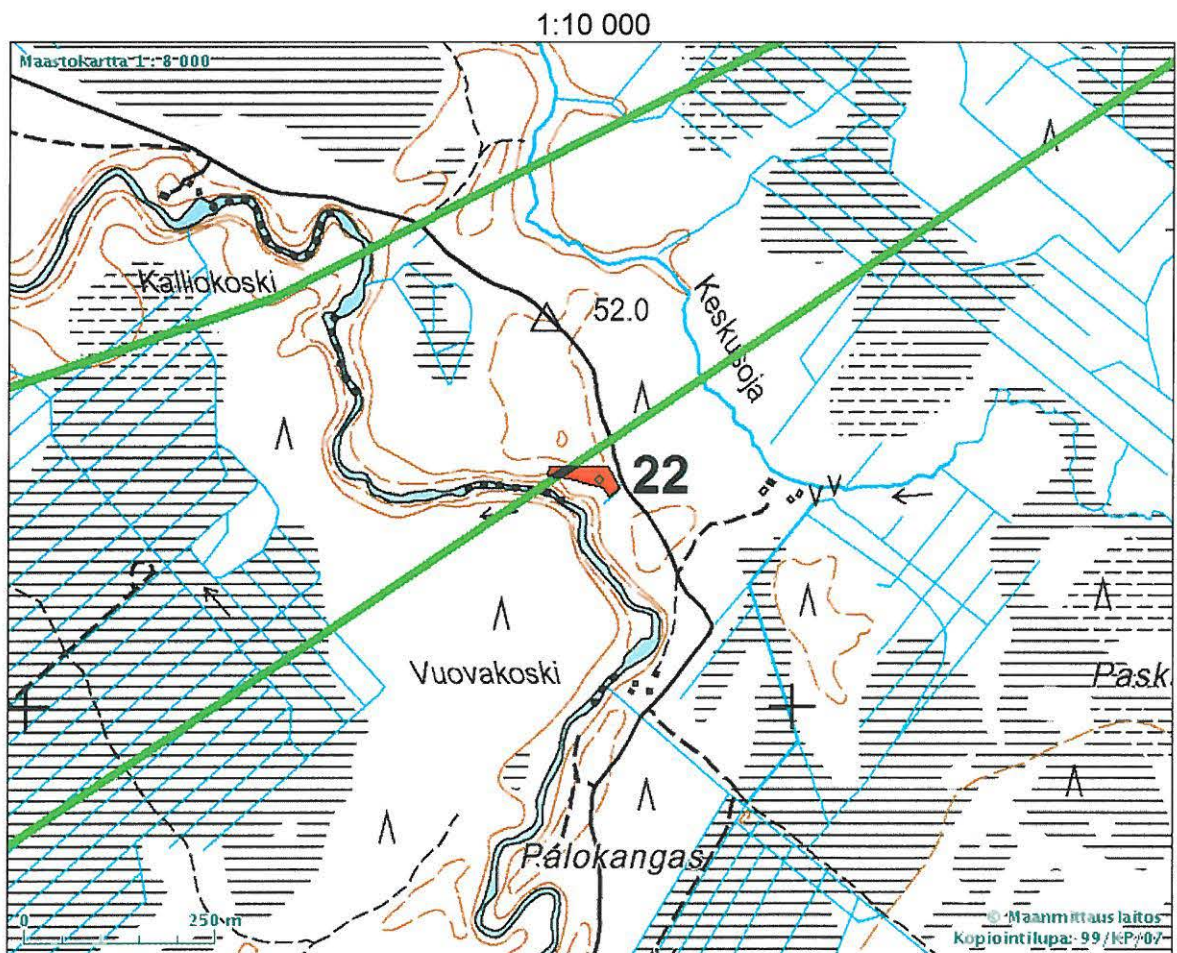 1:10 000
Maastokartta 1 : 8 000
Kalliokoski
52.0
Keskusoja
22
Vuovakoski
Pask
Palokangas
0 250 m
© Maanmittauslaitos
Kopiointilupa: 99/KP/07